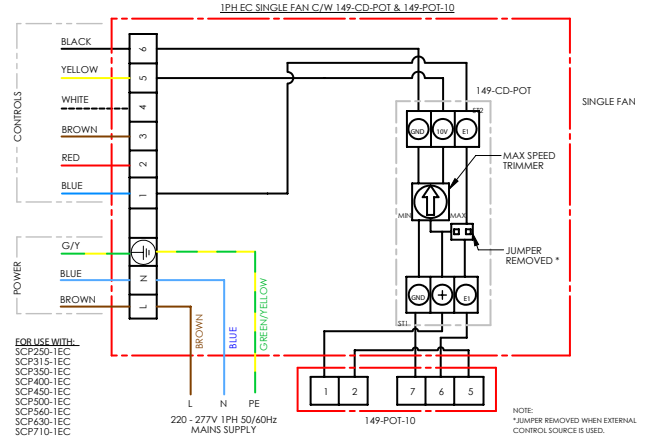 1PH EC SINGLE FAN C/W 149-CD-POT & 149-POT-10
CONTROLS
BLACK
YELLOW
WHITE
BROWN
RED
BLUE
6
5
4
3
2
1
POWER
G/Y
BLUE
BROWN
N
L
149-CD-POT
SINGLE FAN
ST2
GND
10V
E1
MAX SPEED
TRIMMER
MIN
MAX
JUMPER
REMOVED *
GND
+
E1
ST1
BROWN
BLUE
GREEN/YELLOW
L
N
PE
220 - 277V 1PH 50/60Hz
MAINS SUPPLY
1
2
7
6
5
149-POT-10
FOR USE WITH:
SCP250-1EC
SCP315-1EC
SCP350-1EC
SCP400-1EC
SCP450-1EC
SCP500-1EC
SCP560-1EC
SCP630-1EC
SCP710-1EC
NOTE:
*JUMPER REMOVED WHEN EXTERNAL
CONTROL SOURCE IS USED.